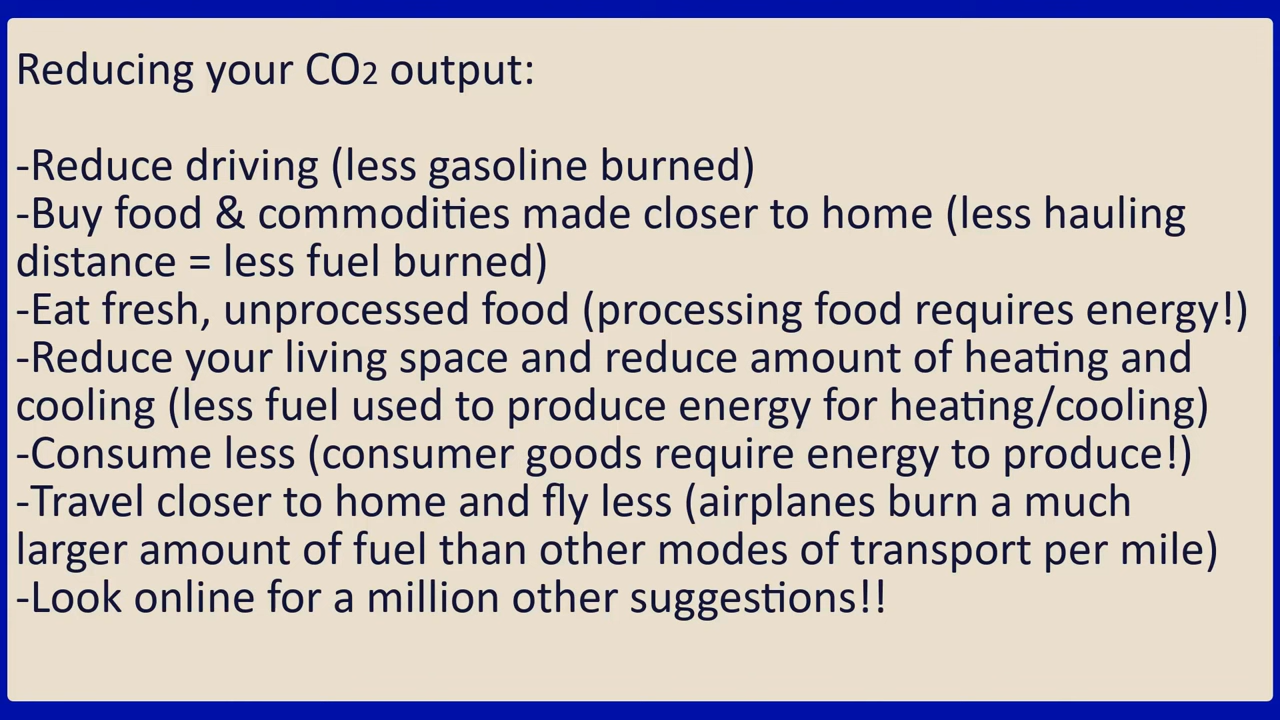 Reducing your CO2 output:
-Reduce driving (less gasoline burned)
-Buy food & commodities made closer to home (less hauling
distance = less fuel burned)
-Eat fresh, unprocessed food (processing food requires energy!)
-Reduce your living space and reduce amount of heating and
cooling (less fuel used to produce energy for heating/cooling)
-Consume less (consumer goods require energy to produce!)
-Travel closer to home and fly less (airplanes burn a much
larger amount of fuel than other modes of transport per mile)
-Look online for a million other suggestions!!